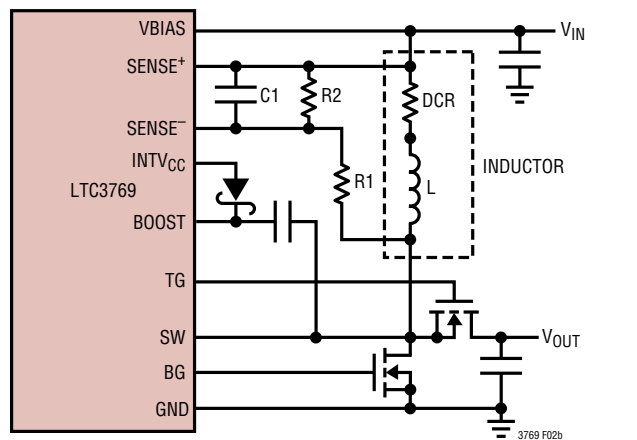 VBIAS
VIN
SENSE+
C1
R2
DCR
SENSE–
INTVCC
R1
L
INDUCTOR
LTC3769
BOOST
TG
SW
VOUT
BG
GND
3769 F02b